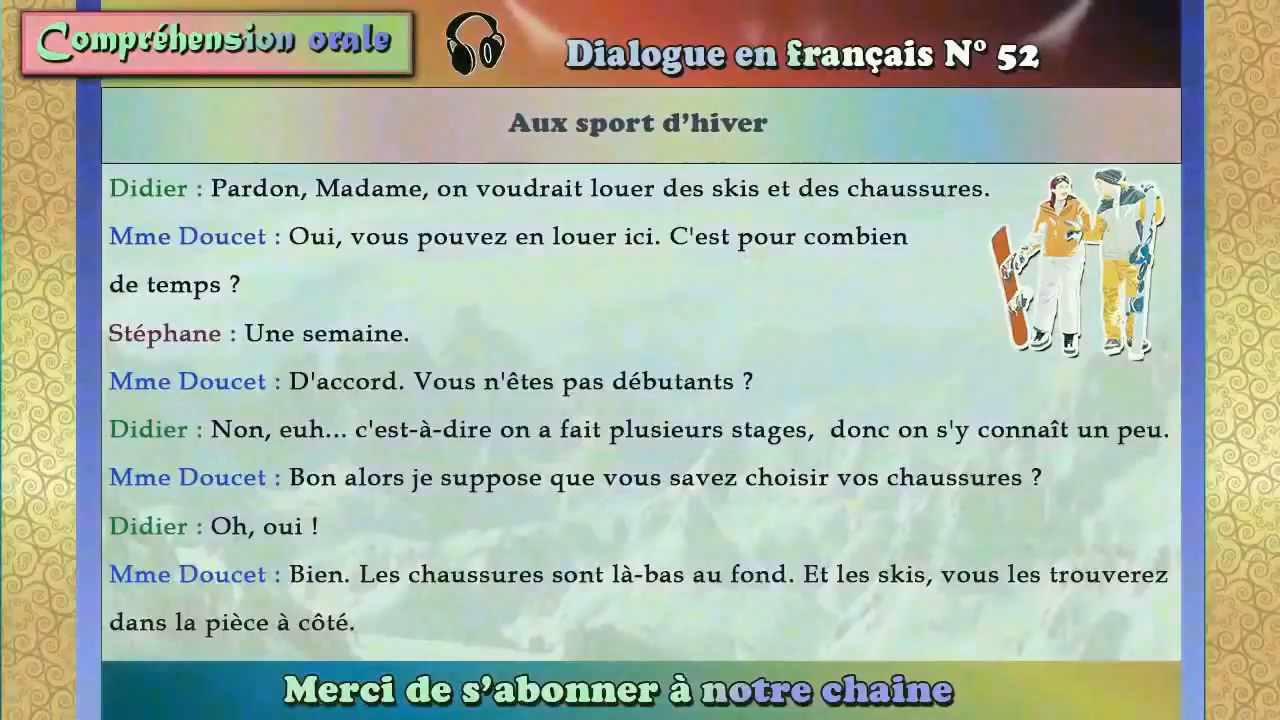 Compréhension orale
Dialogue en français N° 52
Aux sport d’hiver
Didier : Pardon, Madame, on voudrait louer des skis et des chaussures.
Mme Doucet : Oui, vous pouvez en louer ici. C'est pour combien
de temps ?
Stéphane : Une semaine.
Mme Doucet : D'accord. Vous n'êtes pas débutants ?
Didier : Non, euh... c'est-à-dire on a fait plusieurs stages, donc on s'y connaît un peu.
Mme Doucet : Bon alors je suppose que vous savez choisir vos chaussures ?
Didier : Oh, oui !
Mme Doucet : Bien. Les chaussures sont là-bas au fond. Et les skis, vous les trouverez
dans la pièce à côté.
Merci de s’abonner à notre chaine